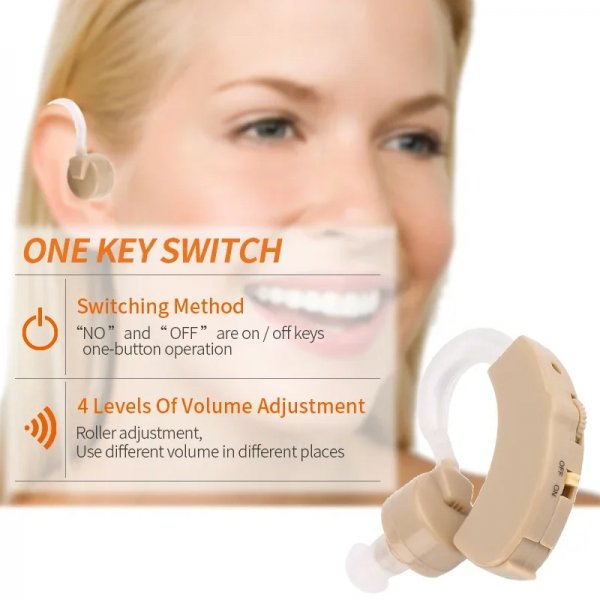 ONE KEY SWITCH
Switching Method
“NO” and “OFF” are on / off keys
one-button operation
4 Levels Of Volume Adjustment
Roller adjustment,
Use different volume in different places
OFF
ON